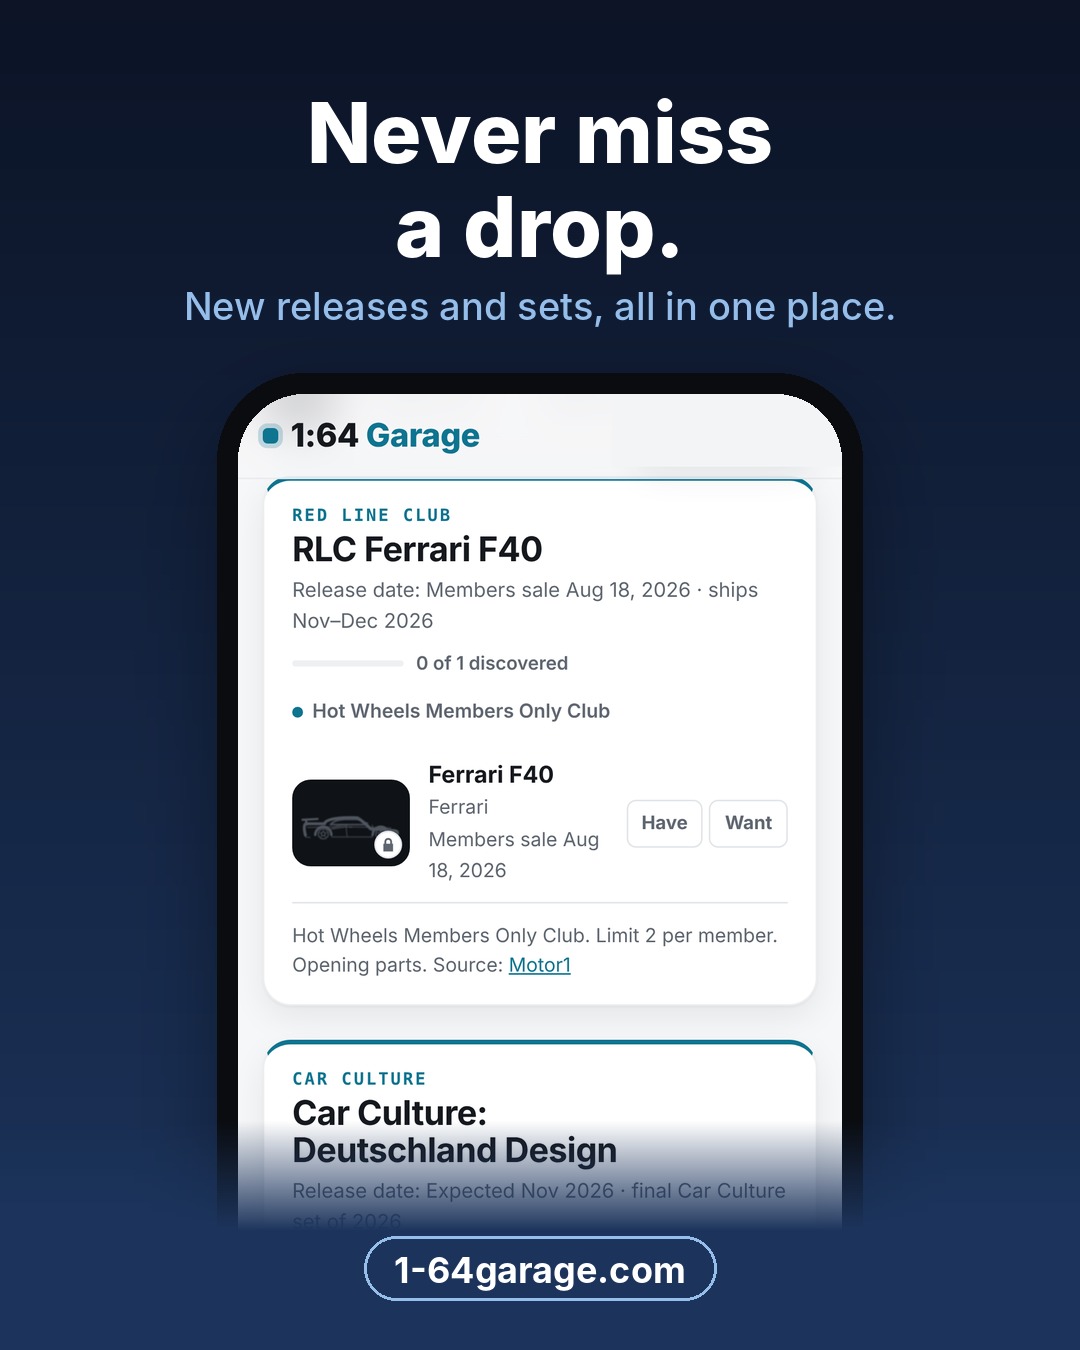 Never miss
a drop.
New releases and sets, all in one place.
1:64 Garage
RED LINE CLUB
RLC Ferrari F40
Release date: Members sale Aug 18, 2026 · ships
Nov–Dec 2026
0 of 1 discovered
Hot Wheels Members Only Club
Ferrari F40
Ferrari
Members sale Aug
18, 2026
Have
Want
Hot Wheels Members Only Club. Limit 2 per member.
Opening parts. Source: Motor1
CAR CULTURE
Car Culture:
Deutschland Design
Release date: Expected Nov 2026 · final Car Culture
set of 2026
1-64garage.com